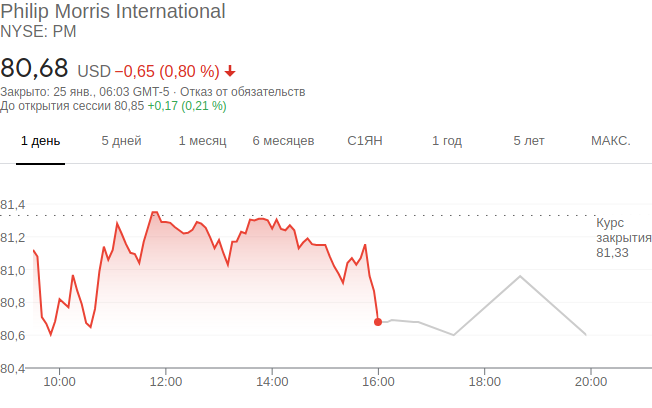 Philip Morris International
NYSE: PM
80,68 USD −0,65 (0,80 %)
Закрыто: 25 янв., 06:03 GMT-5 · Отказ от обязательств
До открытия сессии 80,85 +0,17 (0,21 %)
1 день 5 дней 1 месяц 6 месяцев С1ЯН 1 год 5 лет МАКС.
81,4
Курс
закрытия
81,33
81,2
81,0
80,8
80,6
80,4
10:00 12:00 14:00 16:00 18:00 20:00